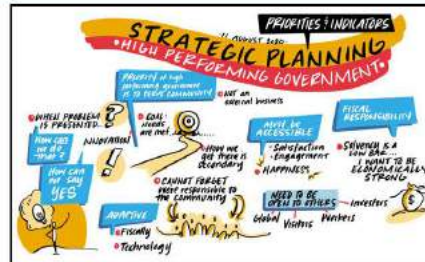 PRIORITIES & INDICATORS
11 AUGUST 2020
STRATEGIC PLANNING
• HIGH PERFORMING GOVERNMENT •
PRIORITY of high
performing government
is to SERVE COMMUNITY
NOT an
external business
WHEN PROBLEM
IS PRESENTED...
HOW CAN
we DO
that?
INNOVATION
HOW CAN
we say
YES
?
!
GOAL:
Needs
are met
HOW we
get there is
secondary
CANNOT FORGET
we're responsible to
the community
ADAPTIVE
Fiscally
Technology
MUST BE
ACCESSIBLE
- Satisfaction
- Engagement
HAPPINESS
NEED TO BE
OPEN TO OTHERS
Global
Visitors
Workers
Investors
FISCAL
RESPONSIBILITY
SOLVENCY is A
LOW BAR
I WANT TO BE
ECONOMICALLY
STRONG
$